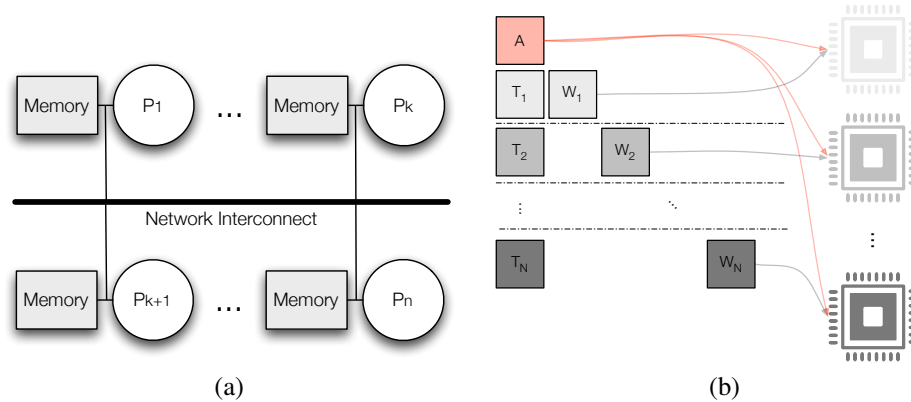 Memory P1 ... Memory Pk
Network Interconnect
Memory Pk+1 ... Memory Pn
(a)
A
T1 W1
T2 W2
⋮ ⋱
⋮
TN WN
(b)